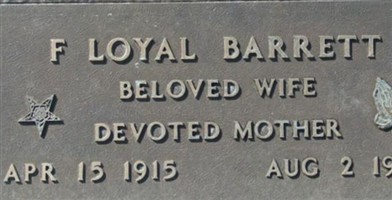 F LOYAL BARRETT
BELOVED WIFE
DEVOTED MOTHER
APR 15 1915 AUG 2